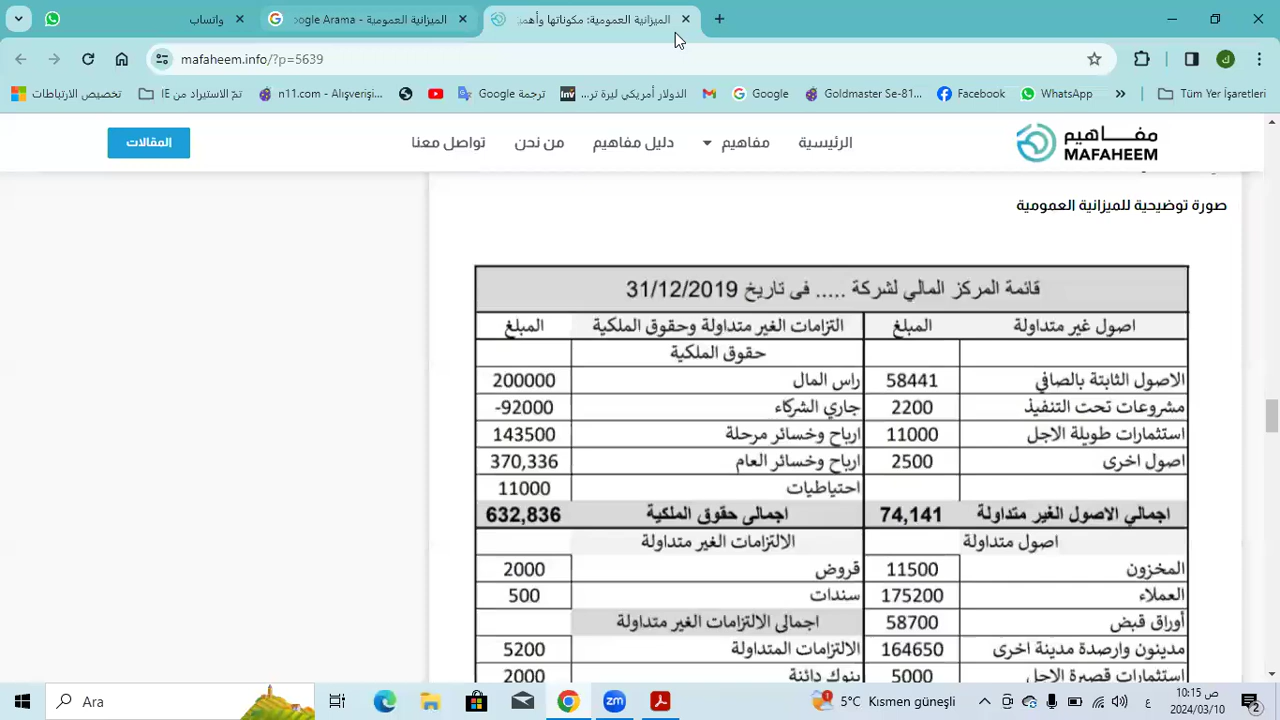 واتساب
الميزانية العمومية - Google Arama
الميزانية العمومية: مكوناتها وأهمي
mafaheem.info/?p=5639
ك
تخصيص الارتباطات
تمّ الاستيراد من IE
n11.com - Alışverişi...
ترجمة Google
Inv
الدولار أمريكي ليرة تر...
Google
Goldmaster Se-81...
Facebook
WhatsApp
Tüm Yer İşaretleri
مفــــاهيم
MAFAHEEM
الرئيسية
مفاهيم
دليل مفاهيم
من نحن
تواصل معنا
المقالات
صورة توضيحية للميزانية العمومية
قائمة المركز المالي لشركة ..... فى تاريخ 31/12/2019
اصول غير متداولة المبلغ التزامات الغير متداولة وحقوق الملكية المبلغ
حقوق الملكية
الاصول الثابتة بالصافي 58441 راس المال 200000
مشروعات تحت التنفيذ 2200 جاري الشركاء -92000
استثمارات طويلة الاجل 11000 ارباح وخسائر مرحلة 143500
اصول اخرى 2500 ارباح وخسائر العام 370,336
احتياطيات 11000
اجمالي الاصول الغير متداولة 74,141 اجمالى حقوق الملكية 632,836
اصول متداولة الالتزامات الغير متداولة
المخزون 11500 قروض 2000
العملاء 175200 سندات 500
أوراق قبض 58700 اجمالى الالتزامات الغير متداولة
مدينون وارصدة مدينة اخرى 164650 الالتزامات المتداولة 5200
استثمارات قصيرة الاجل 5000 بنوك دائنة 2000
Ara
zm
5°C Kısmen güneşli
ع
10:15 ص
2024/03/10
2